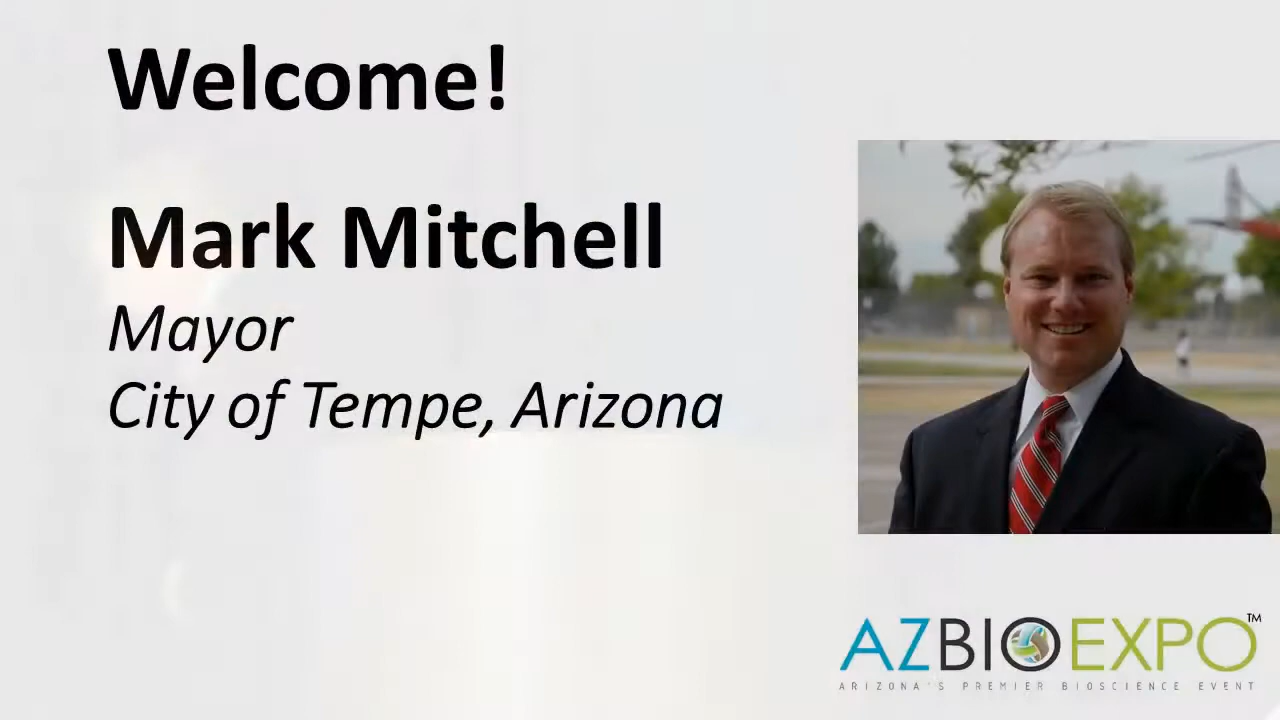 Welcome!
Mark Mitchell
Mayor
City of Tempe, Arizona
AZBIOEXPO™
ARIZONA'S PREMIER BIOSCIENCE EVENT